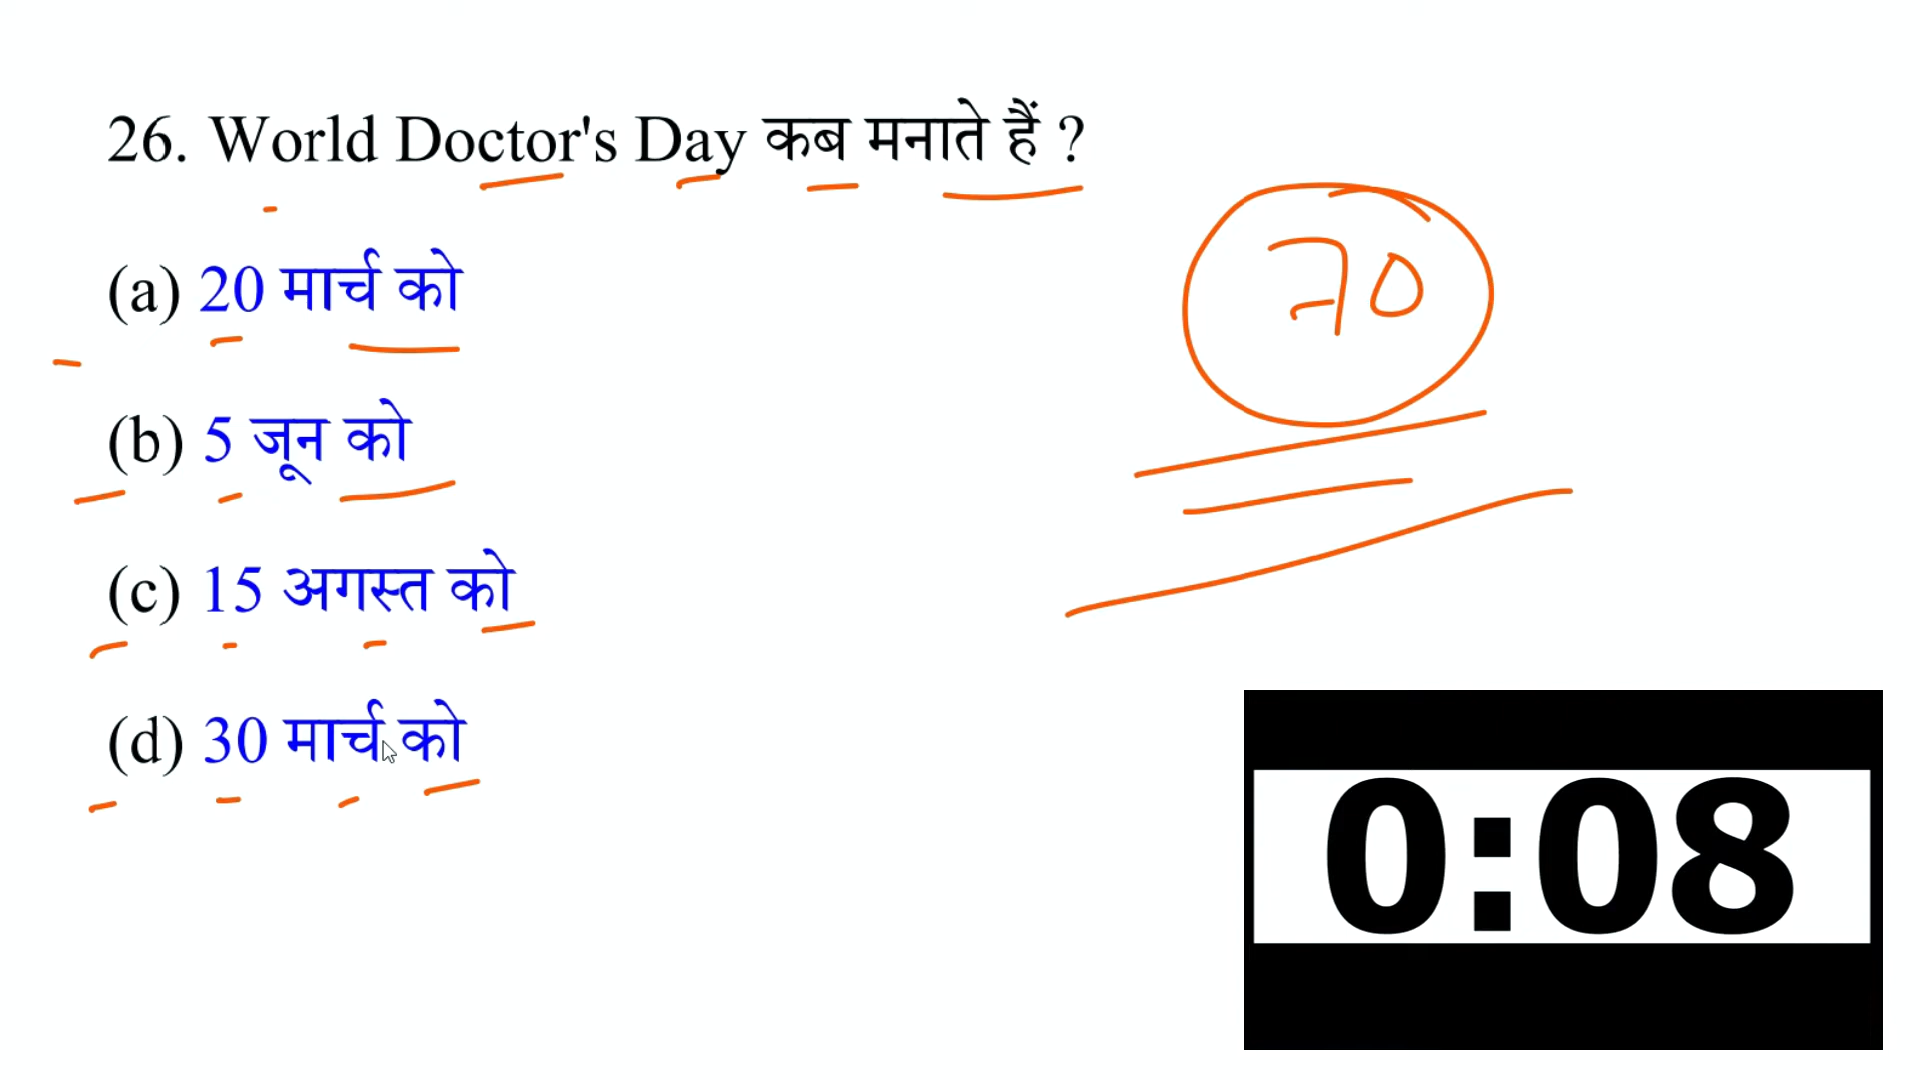 26. World Doctor's Day कब मनाते हैं ?
(a) 20 मार्च को
70
(b) 5 जून को
(c) 15 अगस्त को
(d) 30 मार्च को
0:08